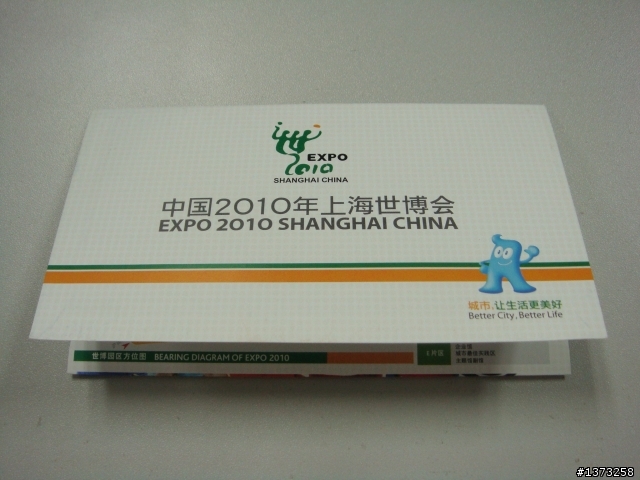 EXPO
2010
SHANGHAI CHINA
中国2010年上海世博会
EXPO 2010 SHANGHAI CHINA
城市,让生活更美好
Better City, Better Life
世博园区方位图 BEARING DIAGRAM OF EXPO 2010
#1373258